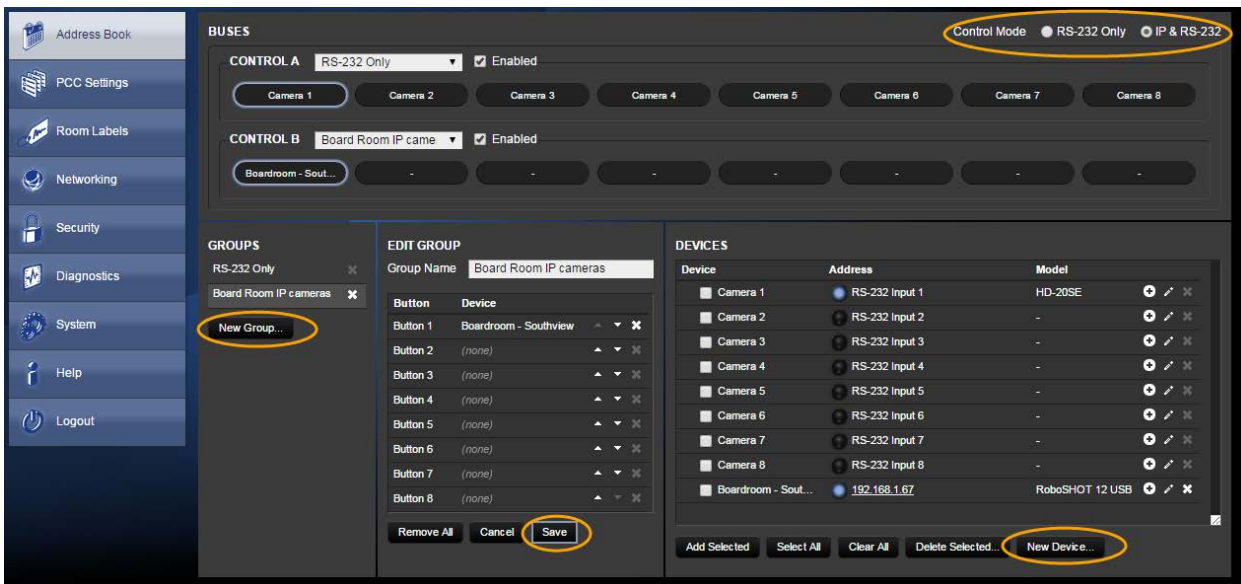 Address Book
PCC Settings
Room Labels
Networking
Security
Diagnostics
System
Help
Logout
BUSES
Control Mode RS-232 Only IP & RS-232
CONTROL A RS-232 Only Enabled
Camera 1 Camera 2 Camera 3 Camera 4 Camera 5 Camera 6 Camera 7 Camera 8
CONTROL B Board Room IP came Enabled
Boardroom - Sout... - - - - - - -
GROUPS
RS-232 Only
Board Room IP cameras
New Group...
EDIT GROUP
Group Name Board Room IP cameras
Button Device
Button 1 Boardroom - Southview
Button 2 (none)
Button 3 (none)
Button 4 (none)
Button 5 (none)
Button 6 (none)
Button 7 (none)
Button 8 (none)
Remove All Cancel Save
DEVICES
Device Address Model
Camera 1 RS-232 Input 1 HD-20SE
Camera 2 RS-232 Input 2 -
Camera 3 RS-232 Input 3 -
Camera 4 RS-232 Input 4 -
Camera 5 RS-232 Input 5 -
Camera 6 RS-232 Input 6 -
Camera 7 RS-232 Input 7 -
Camera 8 RS-232 Input 8 -
Boardroom - Sout... 192.168.1.67 RoboSHOT 12 USB
Add Selected Select All Clear All Delete Selected... New Device...